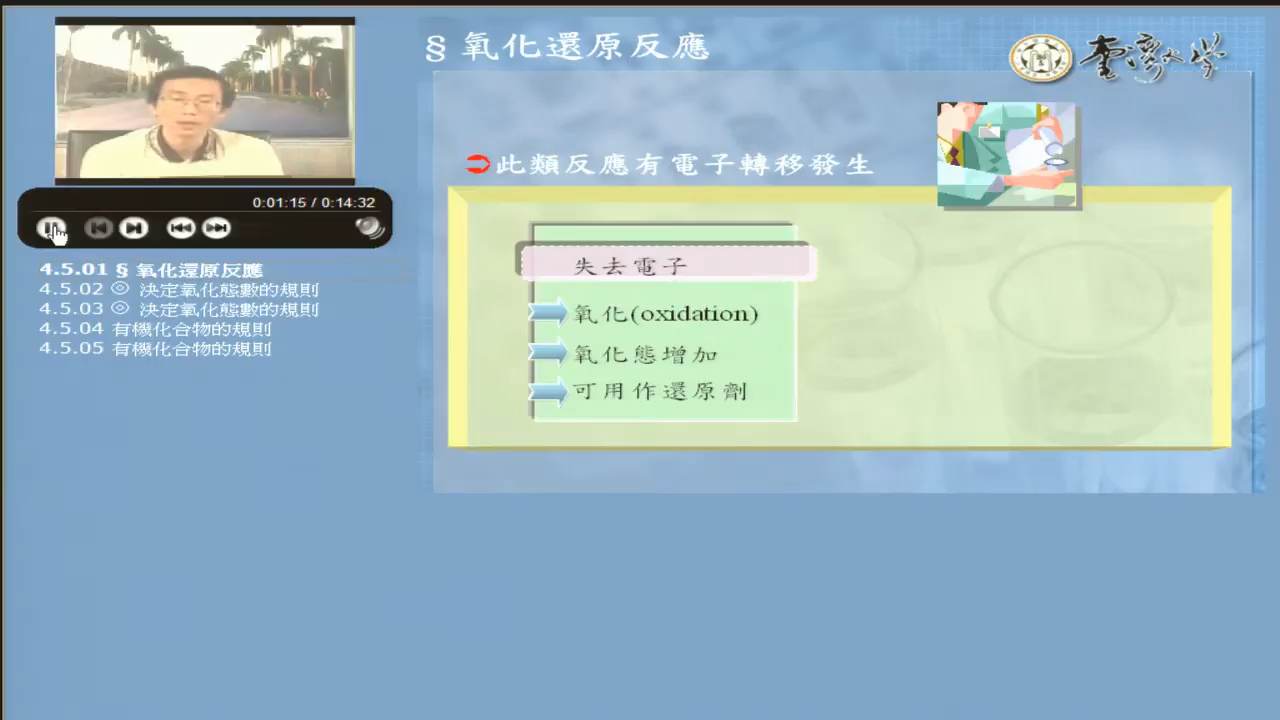 § 氧化還原反應
臺灣大學
此類反應有電子轉移發生
失去電子
氧化(oxidation)
氧化態增加
可用作還原劑
0:01:15 / 0:14:32
4.5.01 § 氧化還原反應
4.5.02 ◎ 決定氧化態數的規則
4.5.03 ◎ 決定氧化態數的規則
4.5.04 有機化合物的規則
4.5.05 有機化合物的規則